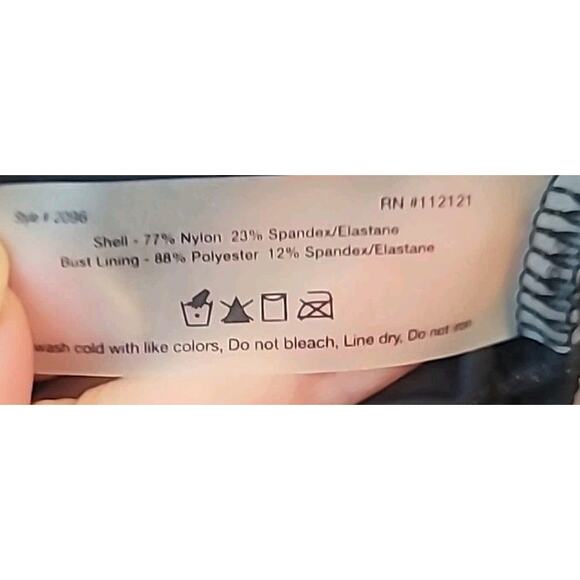 Style # 2096
RN #112121
Shell - 77% Nylon 23% Spandex/Elastane
Bust Lining - 88% Polyester 12% Spandex/Elastane
wash cold with like colors, Do not bleach, Line dry, Do not iron